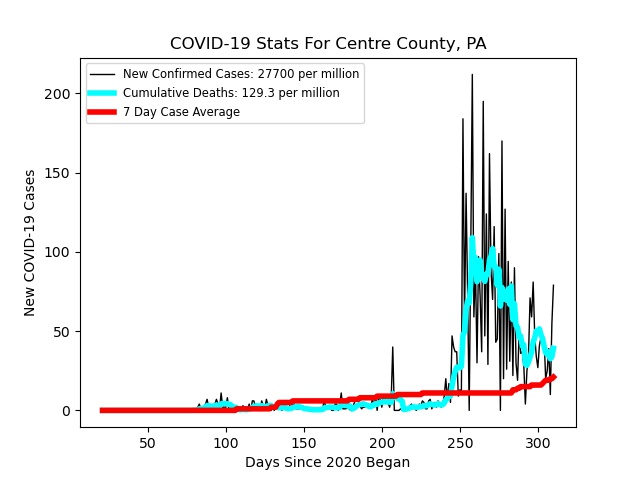 COVID-19 Stats For Centre County, PA
New Confirmed Cases: 27700 per million
Cumulative Deaths: 129.3 per million
7 Day Case Average
New COVID-19 Cases
200
150
100
50
0
50 100 150 200 250 300
Days Since 2020 Began